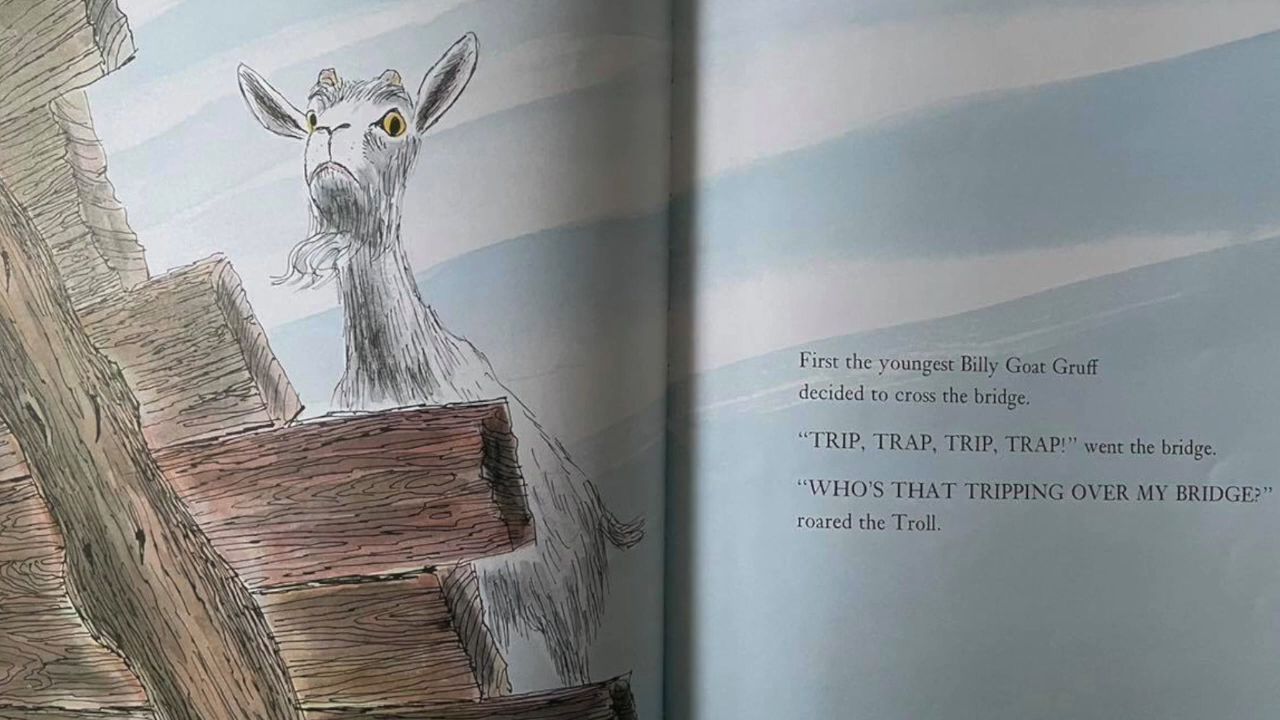 First the youngest Billy Goat Gruff
decided to cross the bridge.
“TRIP, TRAP, TRIP, TRAP!” went the bridge.
“WHO’S THAT TRIPPING OVER MY BRIDGE?”
roared the Troll.